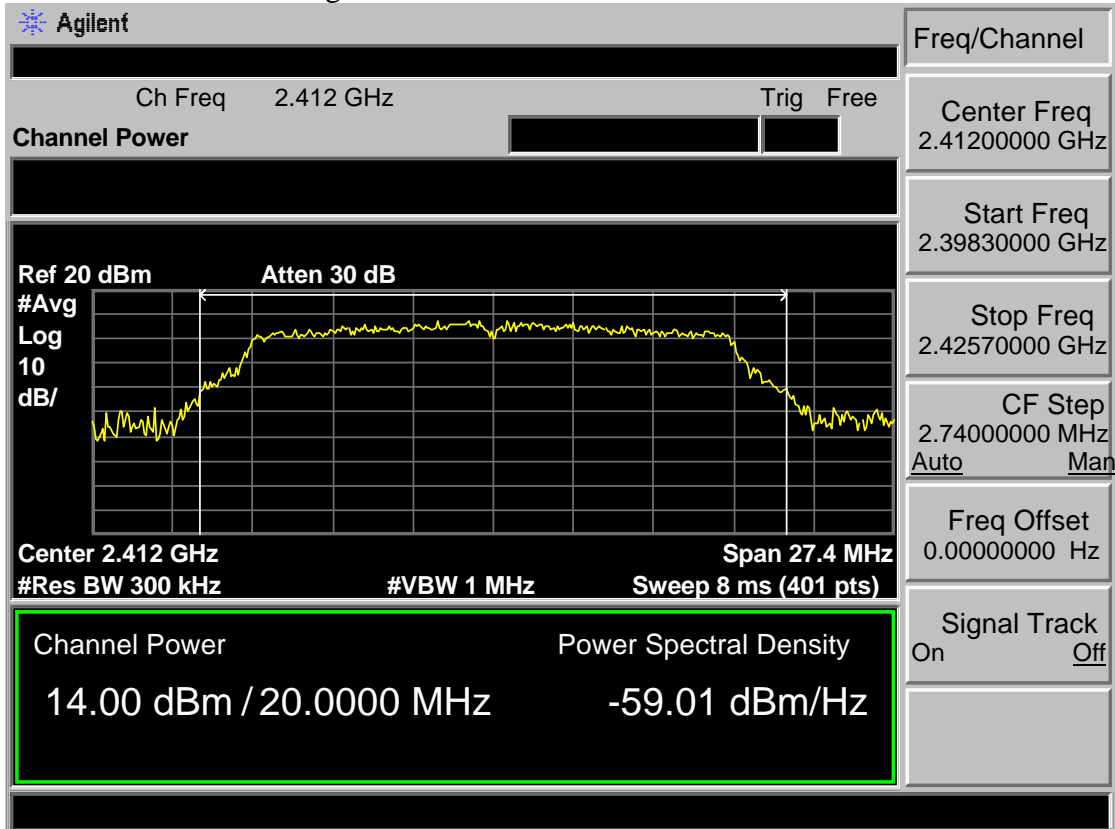 Agilent
Freq/Channel
Ch Freq 2.412 GHz Trig Free
Channel Power
Center Freq
2.41200000 GHz
Start Freq
2.39830000 GHz
Stop Freq
2.42570000 GHz
CF Step
2.74000000 MHz
Auto Man
Freq Offset
0.00000000 Hz
Signal Track
On Off
Ref 20 dBm Atten 30 dB
#Avg
Log
10
dB/
Center 2.412 GHz Span 27.4 MHz
#Res BW 300 kHz #VBW 1 MHz Sweep 8 ms (401 pts)
Channel Power Power Spectral Density
14.00 dBm / 20.0000 MHz -59.01 dBm/Hz